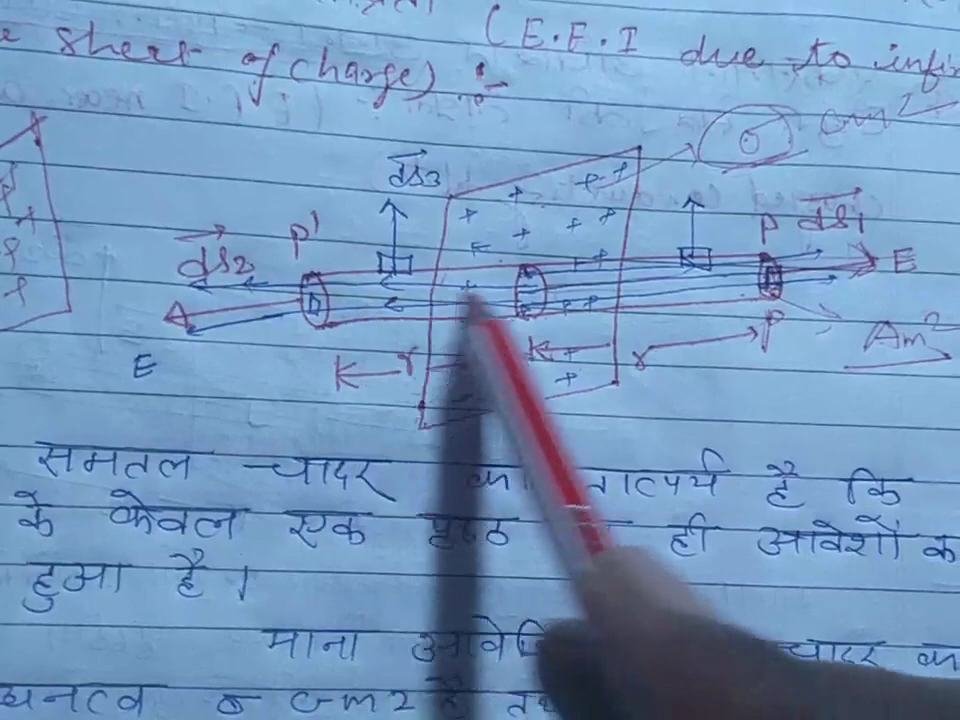 (E.F.I due to infi
sheet of charge) :-
σ cm²
ds3
P' P ds1
ds2 E
r r P Am²
E
समतल चादर का तात्पर्य है कि
के केवल एक पृष्ठ ही आवेशों क
हुआ है।
माना चादर क
घनत्व σ c-m2 है